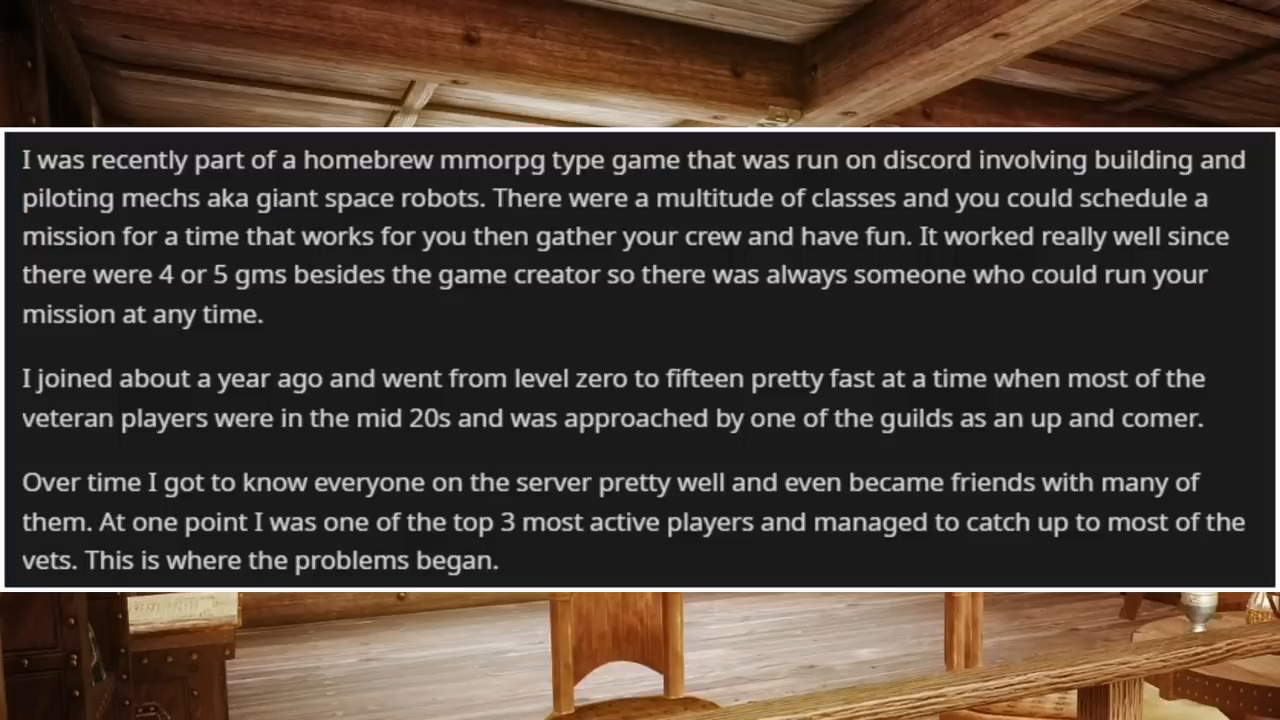 I was recently part of a homebrew mmorpg type game that was run on discord involving building and
piloting mechs aka giant space robots. There were a multitude of classes and you could schedule a
mission for a time that works for you then gather your crew and have fun. It worked really well since
there were 4 or 5 gms besides the game creator so there was always someone who could run your
mission at any time.
I joined about a year ago and went from level zero to fifteen pretty fast at a time when most of the
veteran players were in the mid 20s and was approached by one of the guilds as an up and comer.
Over time I got to know everyone on the server pretty well and even became friends with many of
them. At one point I was one of the top 3 most active players and managed to catch up to most of the
vets. This is where the problems began.